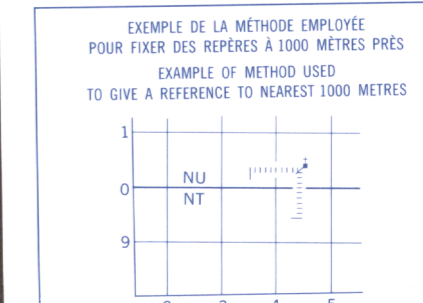 EXEMPLE DE LA MÉTHODE EMPLOYÉE
POUR FIXER DES REPÈRES À 1000 MÈTRES PRÈS
EXAMPLE OF METHOD USED
TO GIVE A REFERENCE TO NEAREST 1000 METRES
1
NU
0
NT
9
4 5